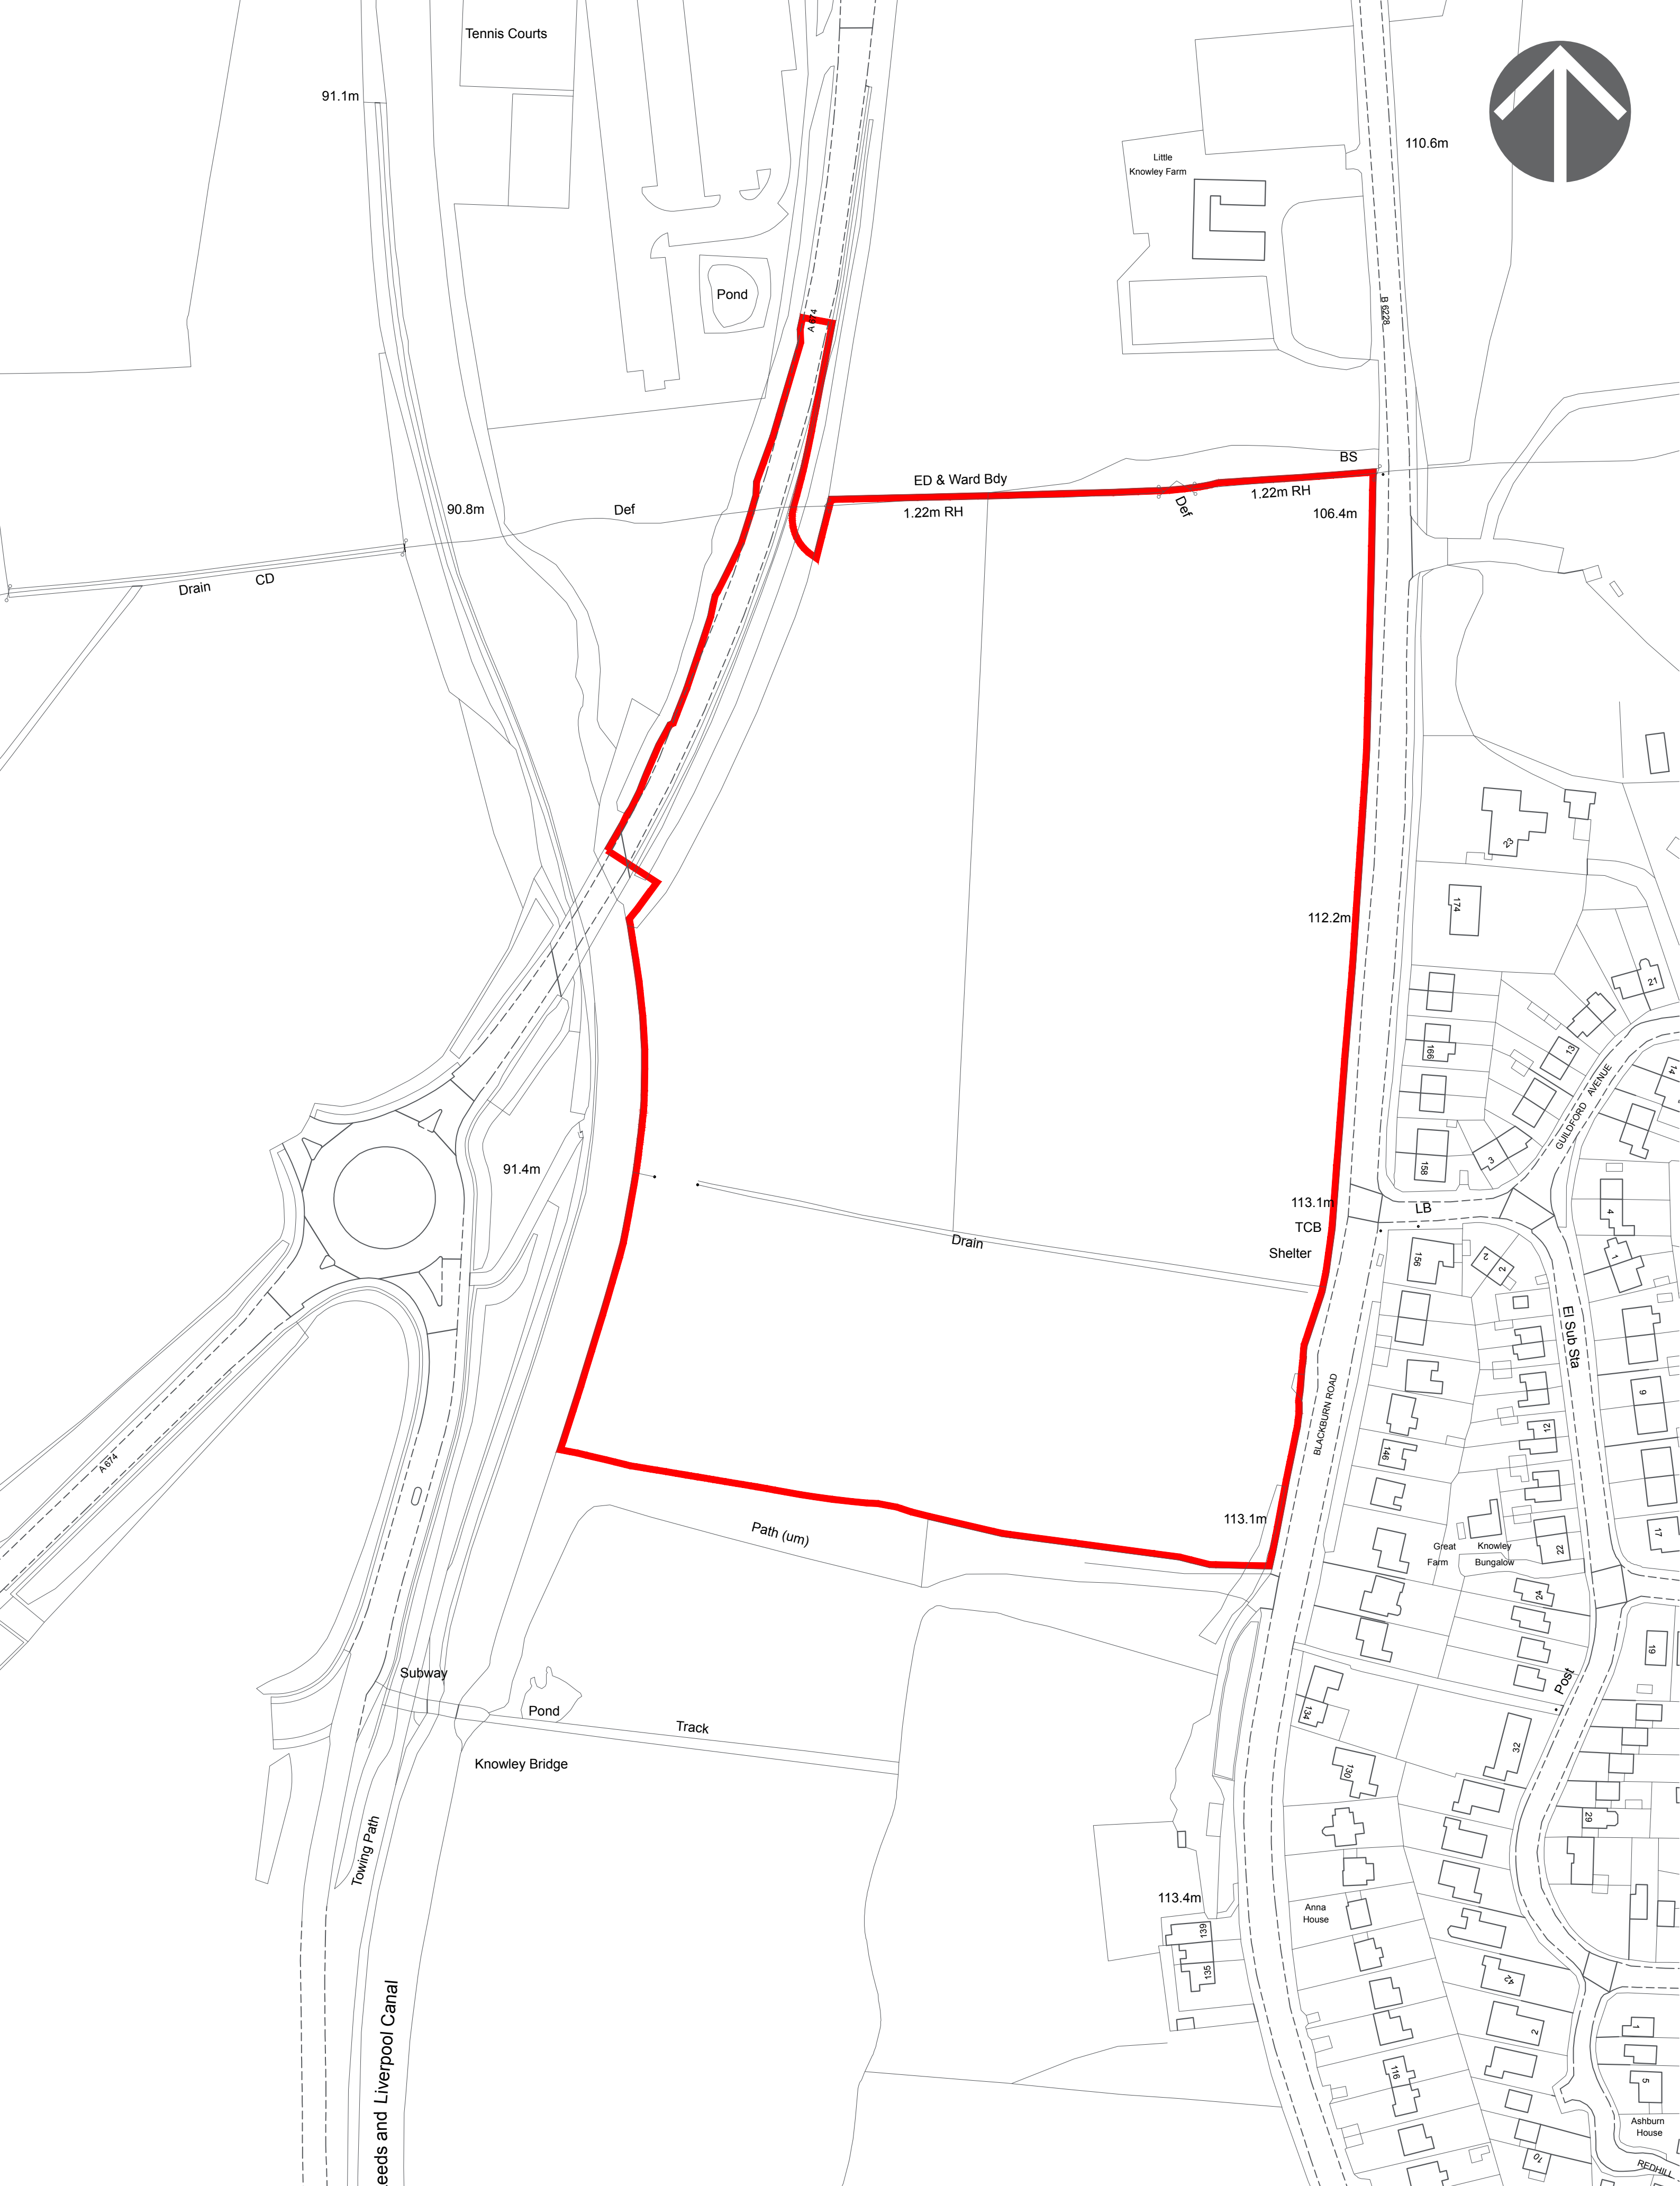 Tennis Courts
91.1m
110.6m
Little
Knowley Farm
Pond
A 674
B 6228
BS
ED & Ward Bdy
1.22m RH
Def
1.22m RH
106.4m
90.8m
Def
Drain
CD
23
174
112.2m
21
166
13
14
GUILDFORD AVENUE
158
3
91.4m
113.1m
LB
4
TCB
Drain
Shelter
156
2
2
1
El Sub Sta
BLACKBURN ROAD
9
12
146
A 674
113.1m
Path (um)
Great Knowley
Farm Bungalow
22
17
24
19
Subway
Post
Pond
Track
134
Knowley Bridge
32
130
29
Towing Path
113.4m
Anna
House
139
135
42
Leeds and Liverpool Canal
2
1
116
5
Ashburn
House
70
REDHILL